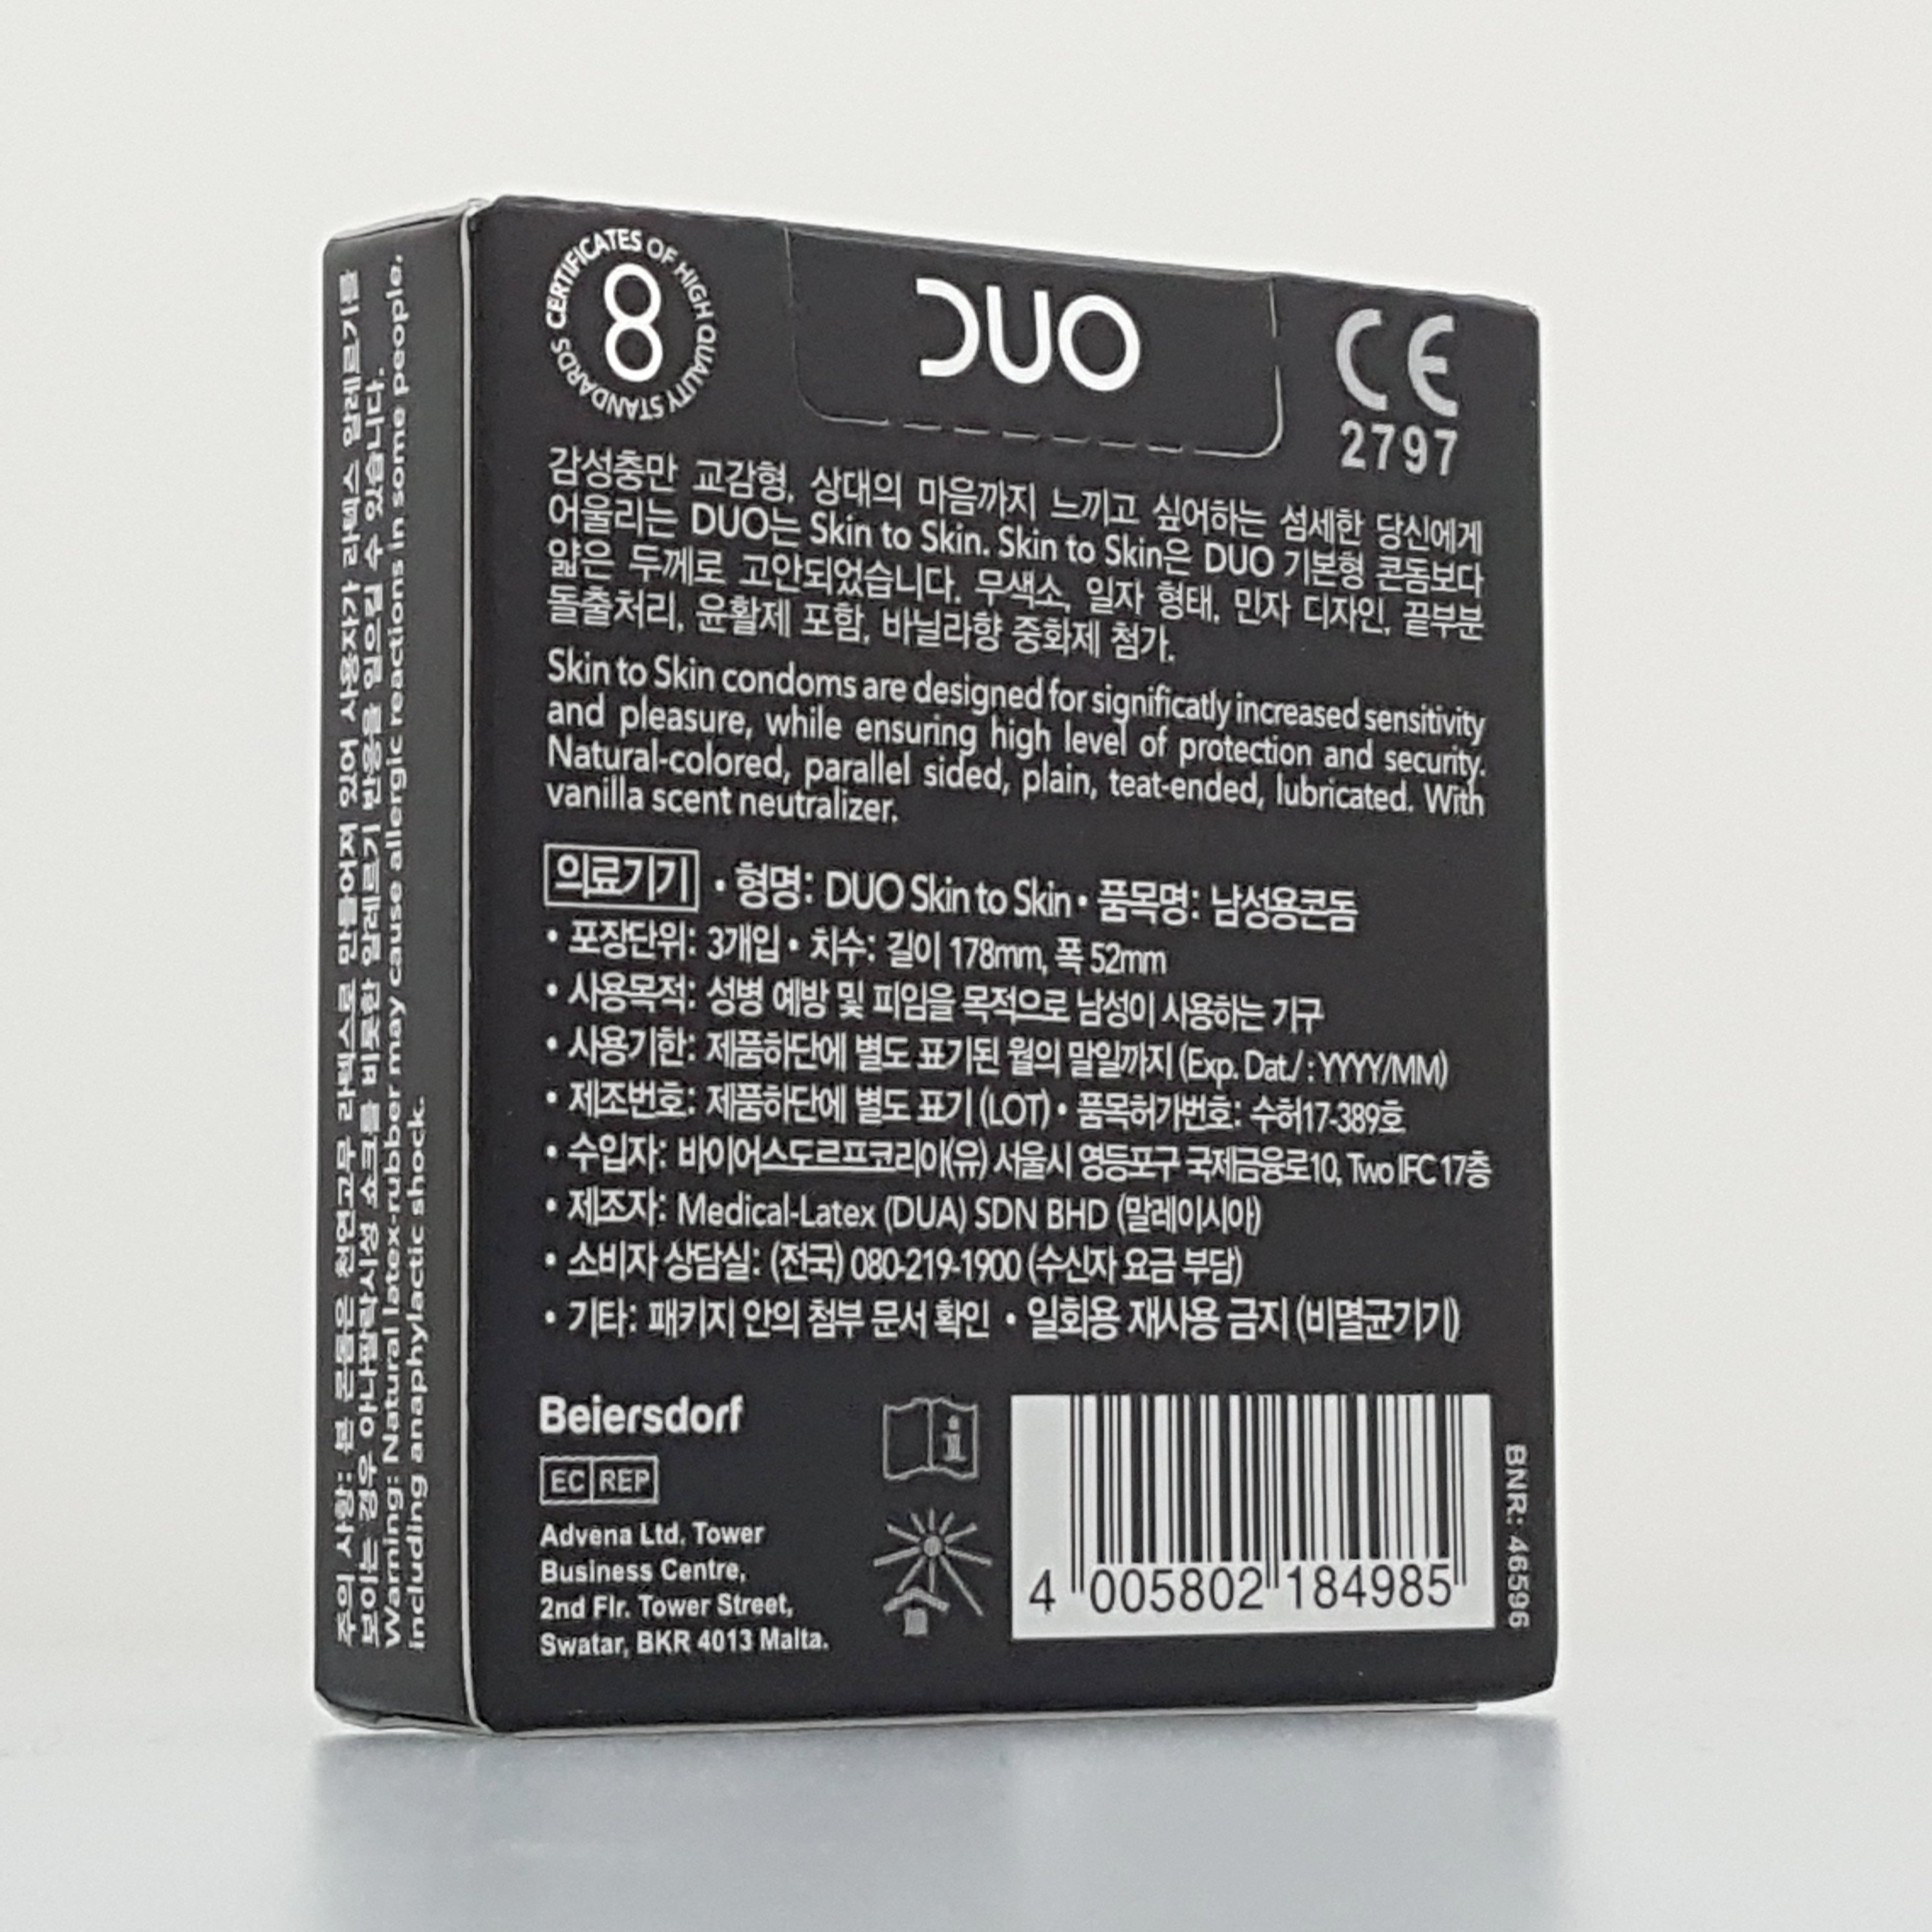 주의 사항: 본 콘돔은 천연고무 라텍스로 만들어져 있어 사용자가 라텍스 알레르기를
보이는 경우 아나필락시성 쇼크를 비롯한 알레르기 반응을 일으킬 수 있습니다.
Warning: Natural latex-rubber may cause allergic reactions in some people,
including anaphylactic shock.
8 CERTIFICATES OF HIGH QUALITY STANDARDS
DUO
CE
2797
감성충만 교감형, 상대의 마음까지 느끼고 싶어하는 섬세한 당신에게
어울리는 DUO는 Skin to Skin. Skin to Skin은 DUO 기본형 콘돔보다
얇은 두께로 고안되었습니다. 무색소, 일자 형태, 민자 디자인, 끝부분
돌출처리, 윤활제 포함, 바닐라향 중화제 첨가.
Skin to Skin condoms are designed for significatly increased sensitivity
and pleasure, while ensuring high level of protection and security.
Natural-colored, parallel sided, plain, teat-ended, lubricated. With
vanilla scent neutralizer.
의료기기 • 형명: DUO Skin to Skin • 품목명: 남성용콘돔
• 포장단위: 3개입 • 치수: 길이 178mm, 폭 52mm
• 사용목적: 성병 예방 및 피임을 목적으로 남성이 사용하는 기구
• 사용기한: 제품하단에 별도 표기된 월의 말일까지 (Exp. Dat./ : YYYY/MM)
• 제조번호: 제품하단에 별도 표기 (LOT) • 품목허가번호: 수허17-389호
• 수입자: 바이어스도르프코리아(유) 서울시 영등포구 국제금융로10, Two IFC 17층
• 제조자: Medical-Latex (DUA) SDN BHD (말레이시아)
• 소비자 상담실: (전국) 080-219-1900 (수신자 요금 부담)
• 기타: 패키지 안의 첨부 문서 확인 • 일회용 재사용 금지 (비멸균기기)
Beiersdorf
EC REP
Advena Ltd. Tower
Business Centre,
2nd Flr. Tower Street,
Swatar, BKR 4013 Malta.
4 005802 184985
BNR: 46596